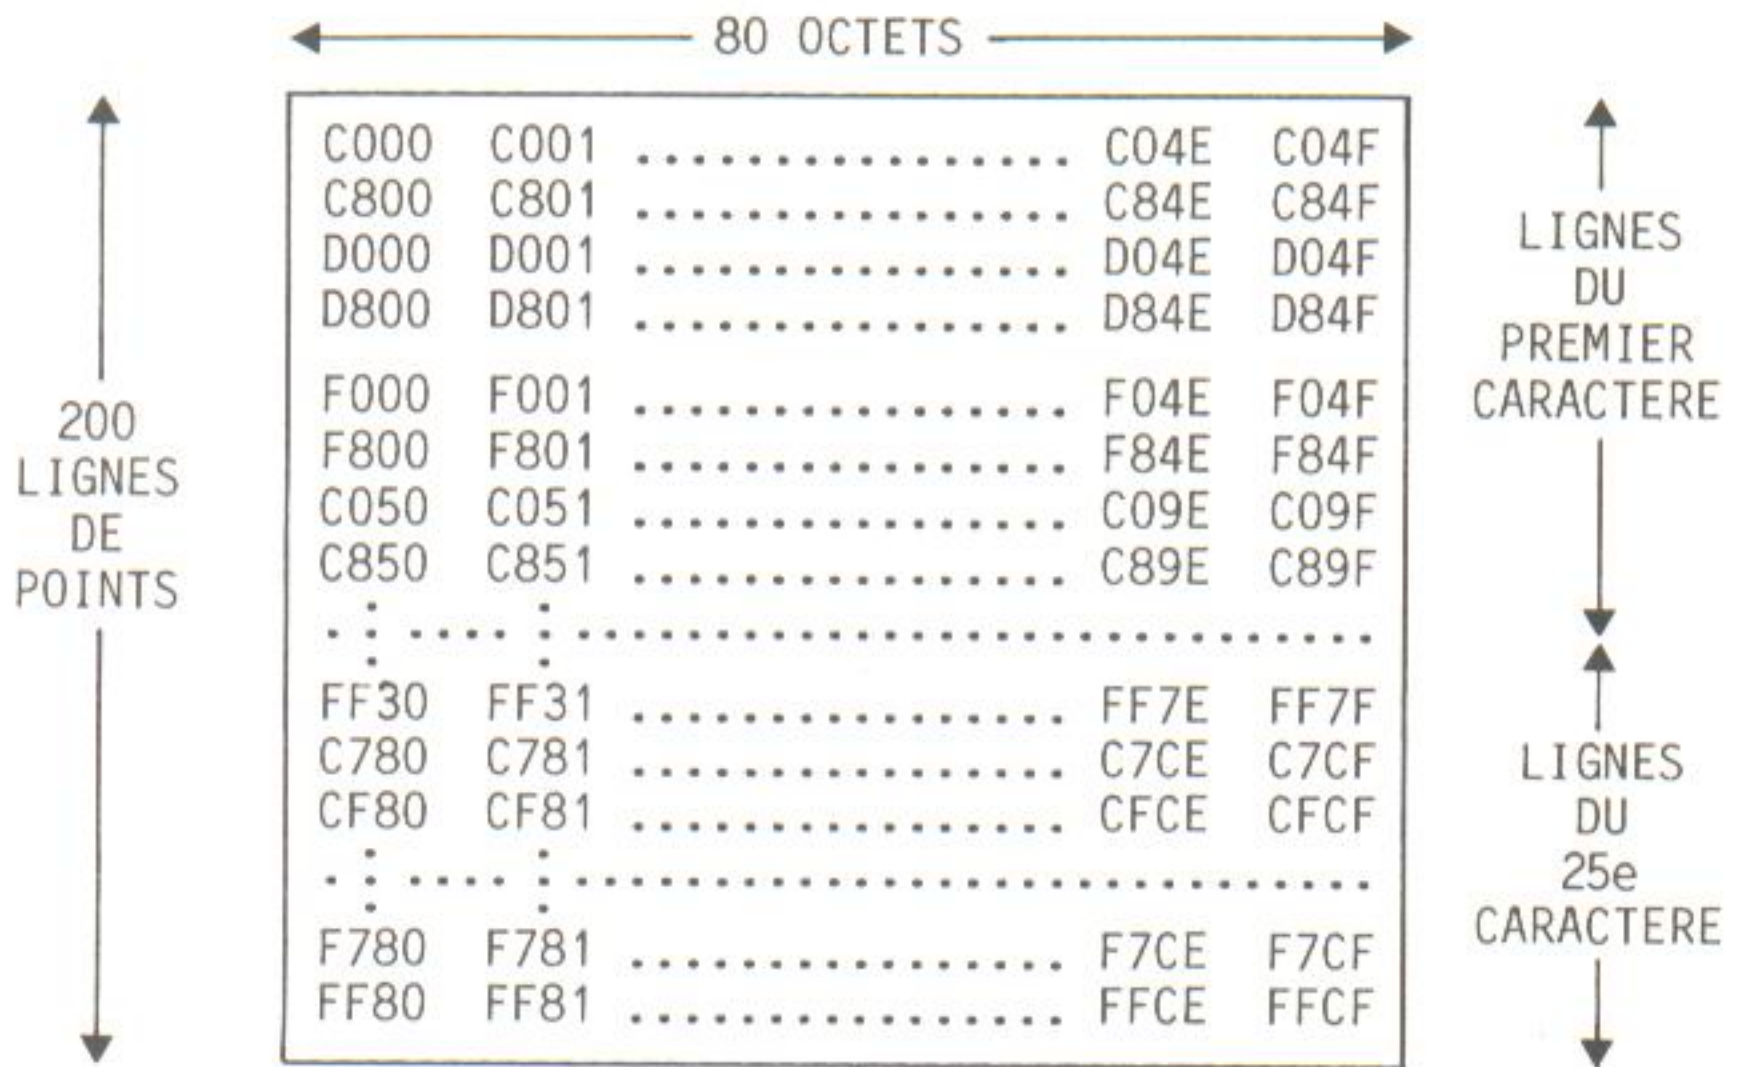 80 OCTETS
C000 C001 ................ C04E C04F
C800 C801 ................ C84E C84F
D000 D001 ................ D04E D04F
D800 D801 ................ D84E D84F
F000 F001 ................ F04E F04F
F800 F801 ................ F84E F84F
C050 C051 ................ C09E C09F
C850 C851 ................ C89E C89F
FF30 FF31 ................ FF7E FF7F
C780 C781 ................ C7CE C7CF
CF80 CF81 ................ CFCE CFCF
F780 F781 ................ F7CE F7CF
FF80 FF81 ................ FFCE FFCF
200
LIGNES
DE
POINTS
LIGNES
DU
PREMIER
CARACTERE
LIGNES
DU
25e
CARACTERE